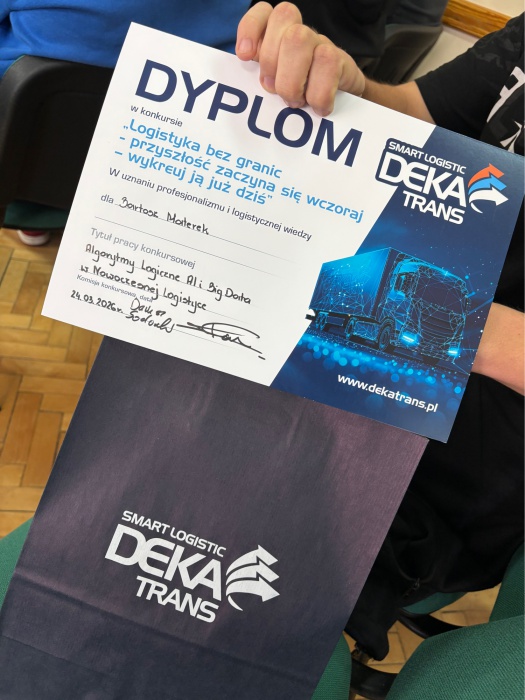 DYPLOM
w konkursie
„Logistyka bez granic
- przyszłość zaczyna się wczoraj
– wykreuj ją już dziś"
W uznaniu profesjonalizmu i logistycznej wiedzy
dla Bartosz Materek
Tytuł pracy konkursowej
Algorytmy Logiczne AI i Big Data
w Nowoczesnej Logistyce
Komisja konkursowa, data
24.03.2026r.
SMART LOGISTIC
DEKA
TRANS
www.dekatrans.pl
SMART LOGISTIC
DEKA
TRANS